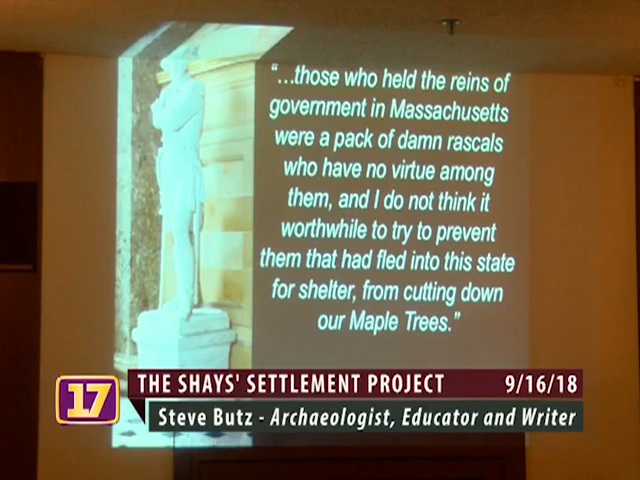 “...those who held the reins of
government in Massachusetts
were a pack of damn rascals
who have no virtue among
them, and I do not think it
worthwhile to try to prevent
them that had fled into this state
for shelter, from cutting down
our Maple Trees.”
17
THE SHAYS' SETTLEMENT PROJECT 9/16/18
Steve Butz - Archaeologist, Educator and Writer